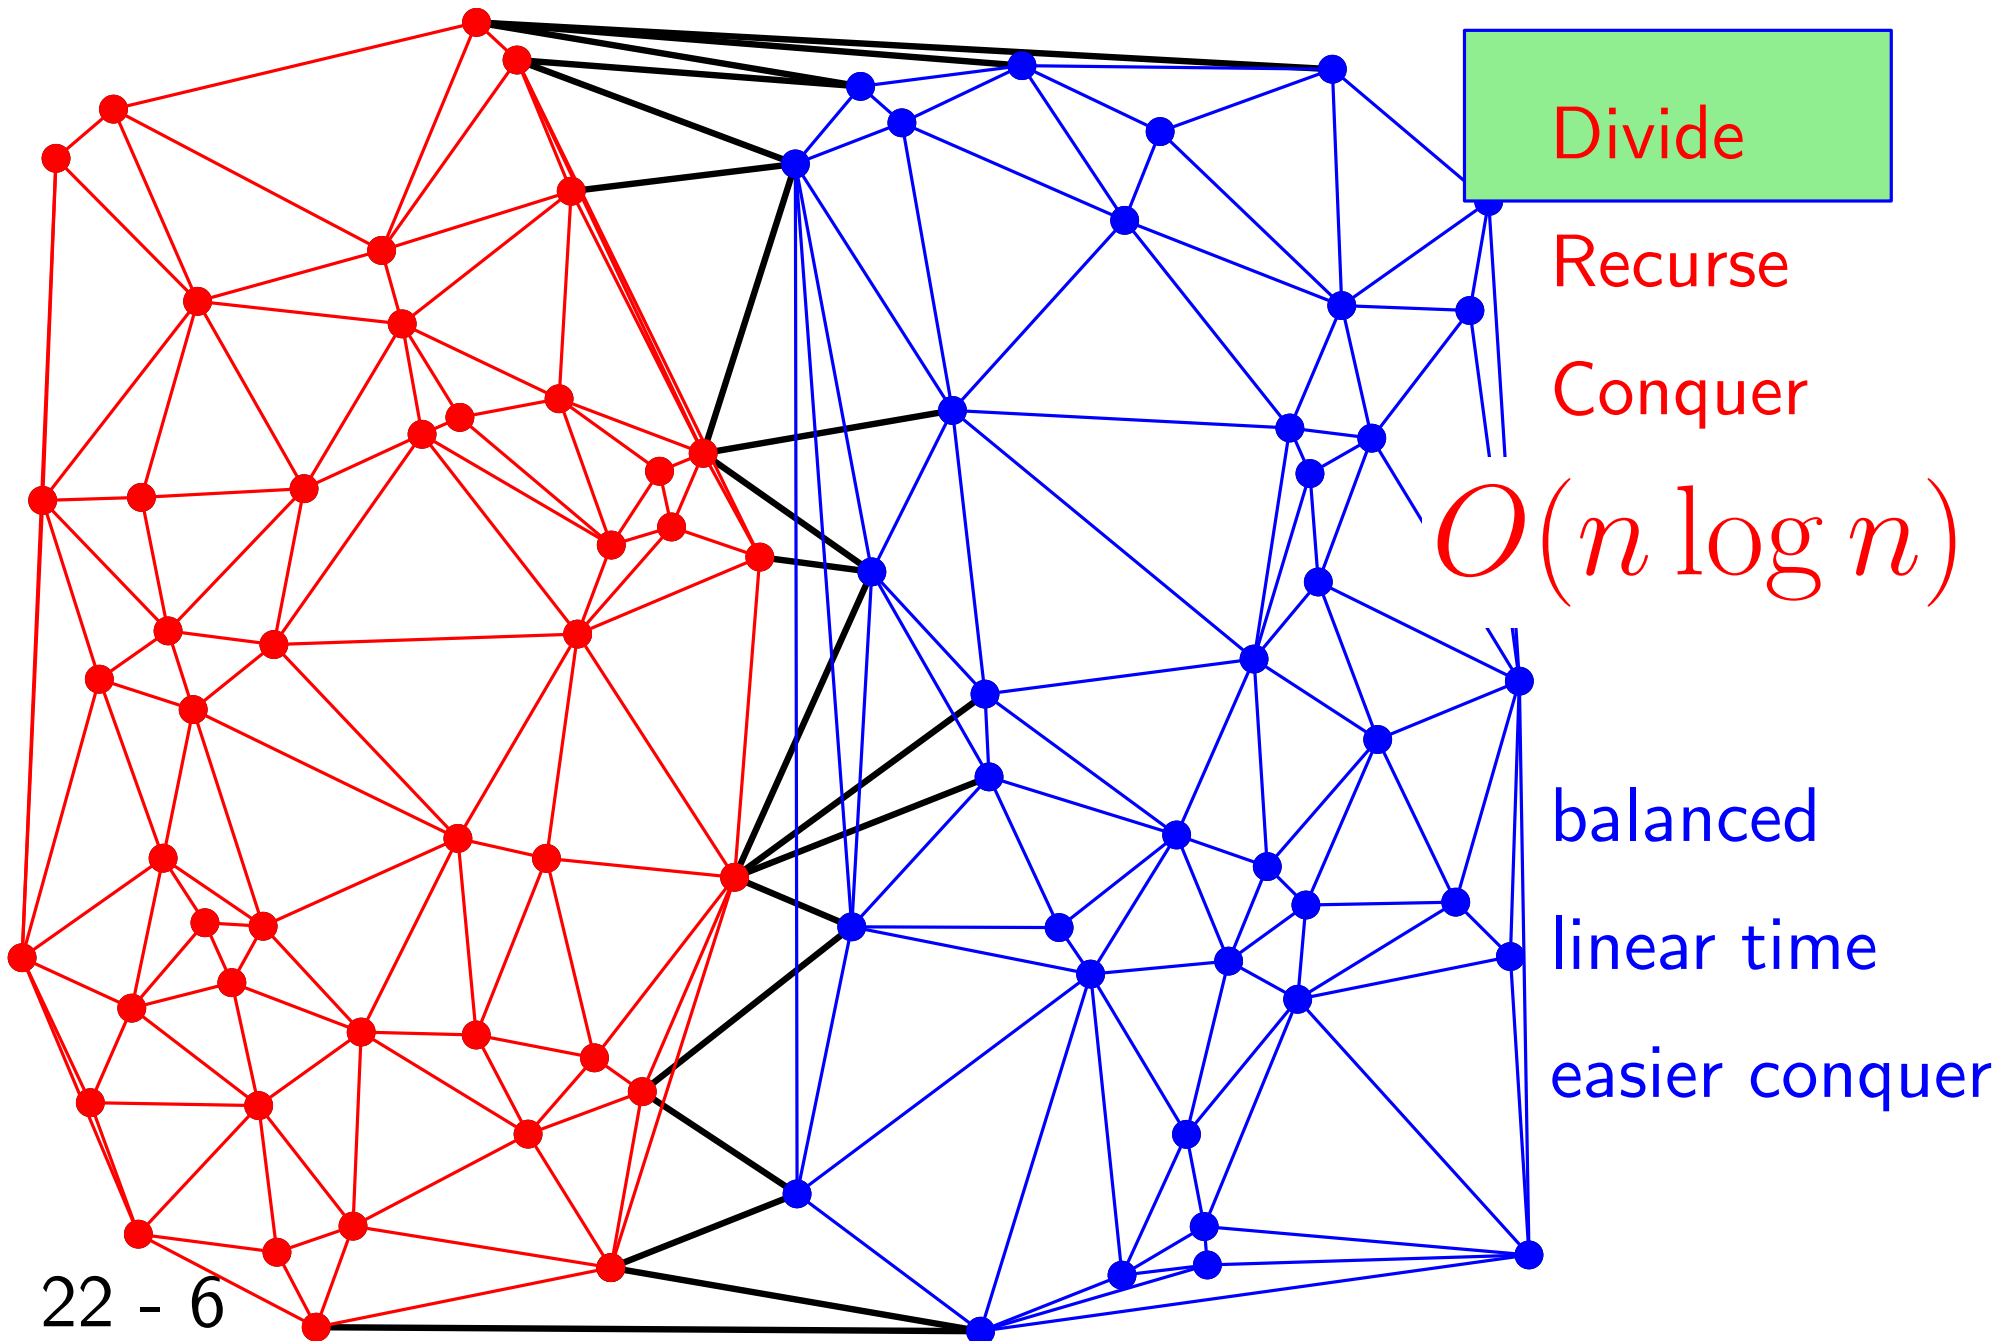 Divide
Recurse
Conquer
O(n log n)
balanced
linear time
easier conquer
22 - 6